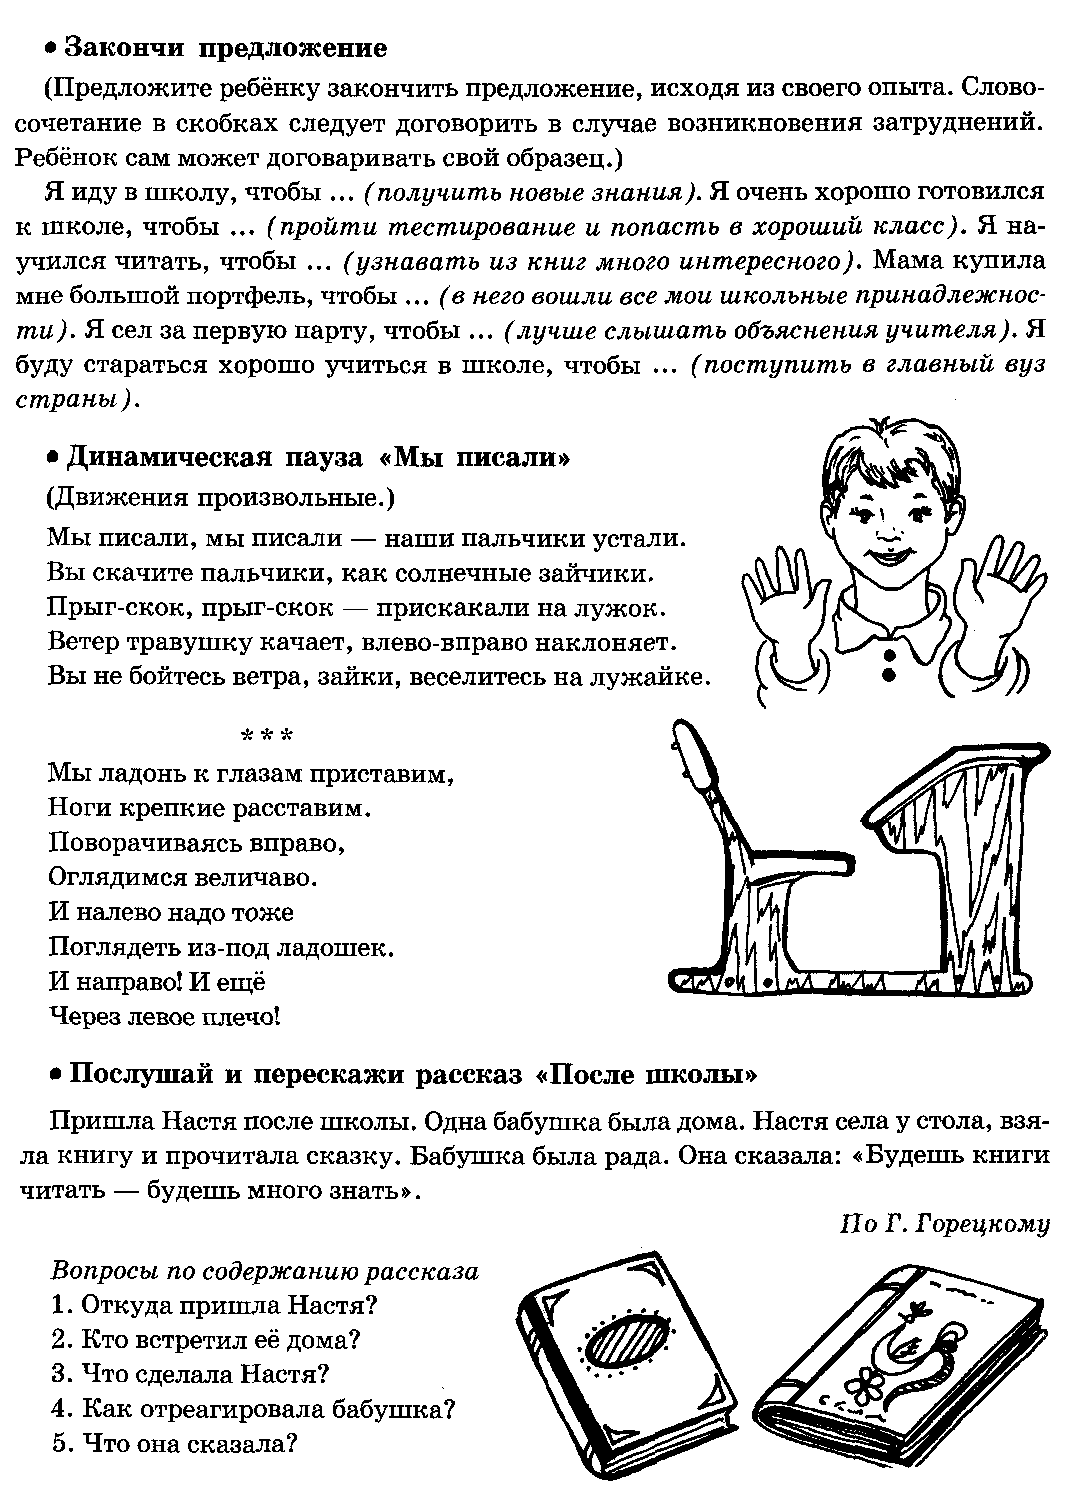 • Закончи предложение
(Предложите ребёнку закончить предложение, исходя из своего опыта. Слово-
сочетание в скобках следует договорить в случае возникновения затруднений.
Ребёнок сам может договаривать свой образец.)
Я иду в школу, чтобы ... (получить новые знания). Я очень хорошо готовился
к школе, чтобы ... (пройти тестирование и попасть в хороший класс). Я на-
учился читать, чтобы ... (узнавать из книг много интересного). Мама купила
мне большой портфель, чтобы ... (в него вошли все мои школьные принадлежнос-
ти). Я сел за первую парту, чтобы ... (лучше слышать объяснения учителя). Я
буду стараться хорошо учиться в школе, чтобы ... (поступить в главный вуз
страны).
• Динамическая пауза «Мы писали»
(Движения произвольные.)
Мы писали, мы писали — наши пальчики устали.
Вы скачите пальчики, как солнечные зайчики.
Прыг-скок, прыг-скок — прискакали на лужок.
Ветер травушку качает, влево-вправо наклоняет.
Вы не бойтесь ветра, зайки, веселитесь на лужайке.
* * *
Мы ладонь к глазам приставим,
Ноги крепкие расставим.
Поворачиваясь вправо,
Оглядимся величаво.
И налево надо тоже
Поглядеть из-под ладошек.
И направо! И ещё
Через левое плечо!
• Послушай и перескажи рассказ «После школы»
Пришла Настя после школы. Одна бабушка была дома. Настя села у стола, взя-
ла книгу и прочитала сказку. Бабушка была рада. Она сказала: «Будешь книги
читать — будешь много знать».
По Г. Горецкому
Вопросы по содержанию рассказа
1. Откуда пришла Настя?
2. Кто встретил её дома?
3. Что сделала Настя?
4. Как отреагировала бабушка?
5. Что она сказала?